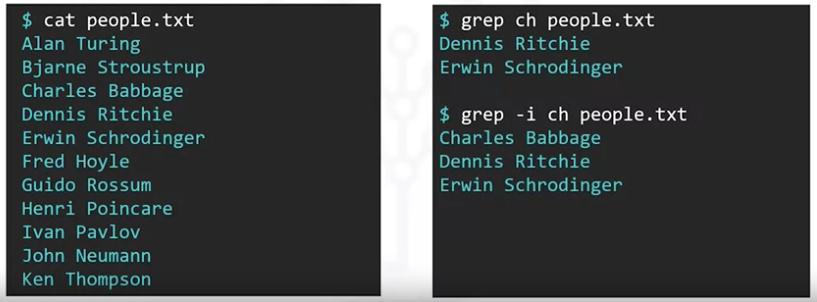 $ cat people.txt
Alan Turing
Bjarne Stroustrup
Charles Babbage
Dennis Ritchie
Erwin Schrodinger
Fred Hoyle
Guido Rossum
Henri Poincare
Ivan Pavlov
John Neumann
Ken Thompson
$ grep ch people.txt
Dennis Ritchie
Erwin Schrodinger
$ grep -i ch people.txt
Charles Babbage
Dennis Ritchie
Erwin Schrodinger